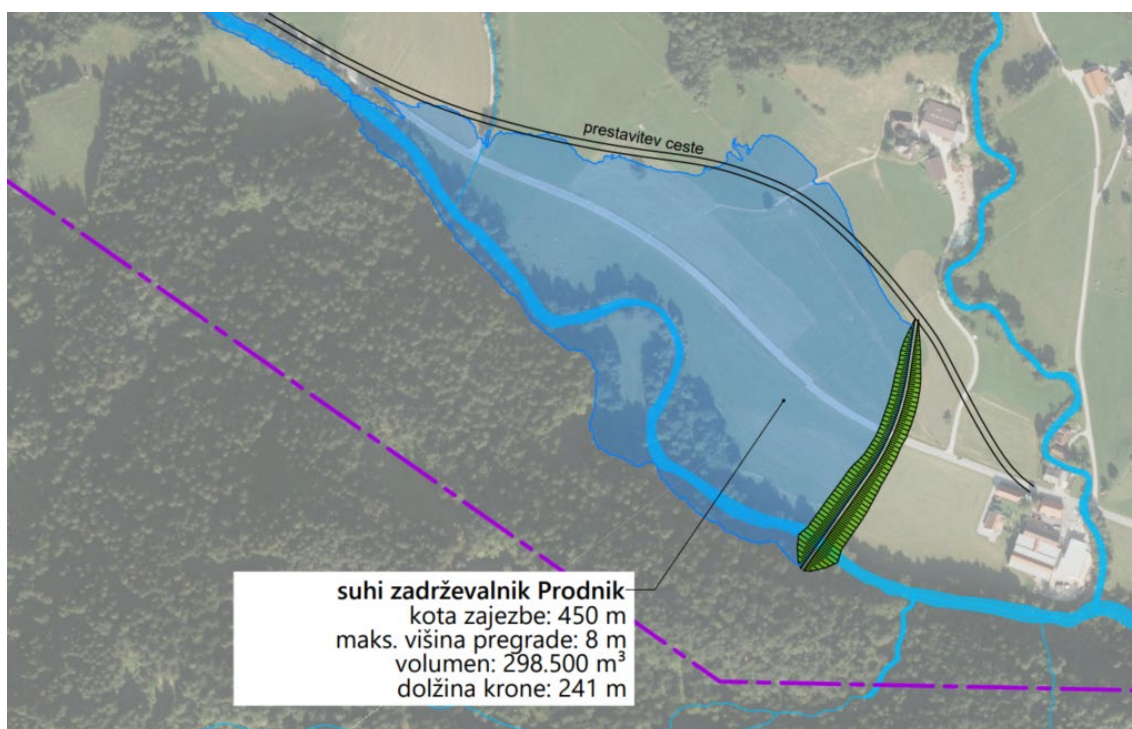 prestavitev ceste
suhi zadrževalnik Prodnik
kota zajezbe: 450 m
maks. višina pregrade: 8 m
volumen: 298.500 m³
dolžina krone: 241 m